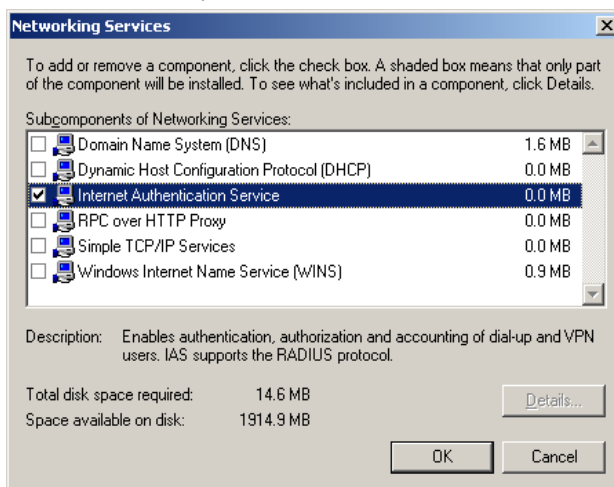 Networking Services
To add or remove a component, click the check box. A shaded box means that only part
of the component will be installed. To see what's included in a component, click Details.
Subcomponents of Networking Services:
Domain Name System (DNS) 1.6 MB
Dynamic Host Configuration Protocol (DHCP) 0.0 MB
Internet Authentication Service 0.0 MB
RPC over HTTP Proxy 0.0 MB
Simple TCP/IP Services 0.0 MB
Windows Internet Name Service (WINS) 0.9 MB
Description: Enables authentication, authorization and accounting of dial-up and VPN
users. IAS supports the RADIUS protocol.
Total disk space required: 14.6 MB
Details...
Space available on disk: 1914.9 MB
OK Cancel